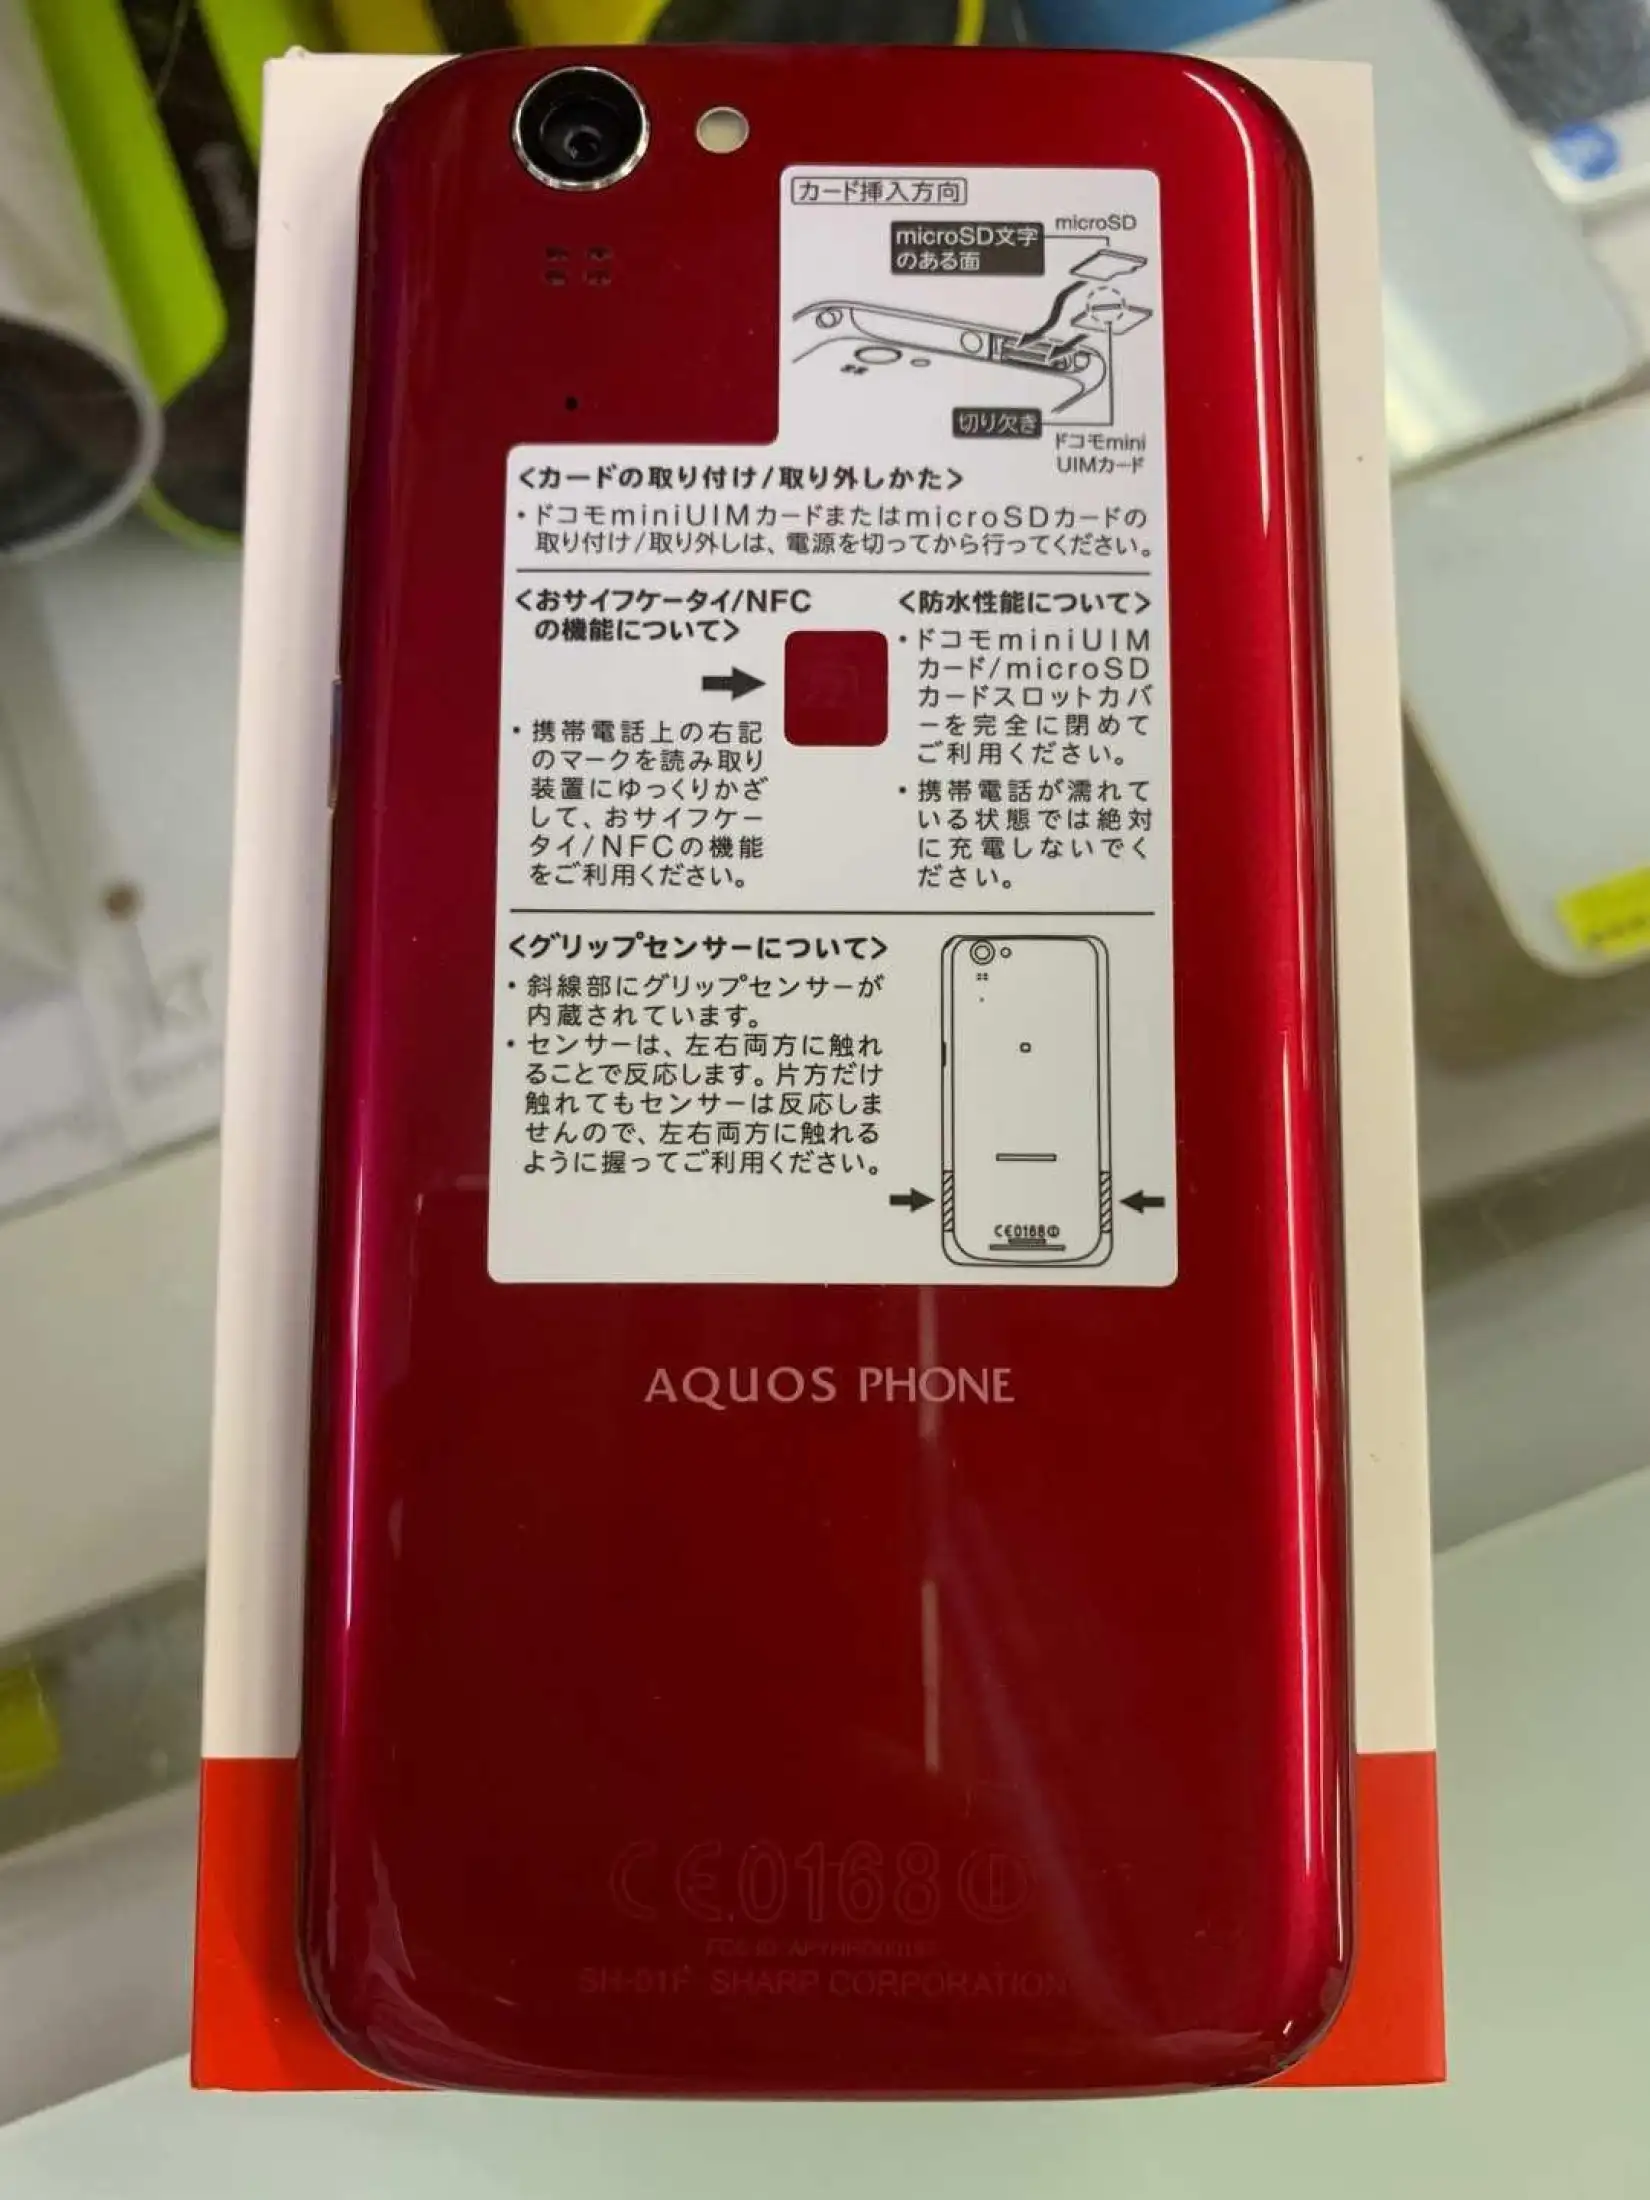 カード挿入方向
microSD
microSD文字
のある面
切り欠き
ドコモmini
UIMカード
<カードの取り付け/取り外しかた>
・ドコモminiUIMカードまたはmicroSDカードの
取り付け/取り外しは、電源を切ってから行ってください。
<おサイフケータイ/NFC
の機能について>
・携帯電話上の右記
のマークを読み取り
装置にゆっくりかざ
して、おサイフケー
タイ/NFCの機能
をご利用ください。
<防水性能について>
・ドコモminiUIM
カード/microSD
カードスロットカバ
ーを完全に閉めて
ご利用ください。
・携帯電話が濡れて
いる状態では絶対
に充電しないでく
ださい。
<グリップセンサーについて>
・斜線部にグリップセンサーが
内蔵されています。
・センサーは、左右両方に触れ
ることで反応します。片方だけ
触れてもセンサーは反応しま
せんので、左右両方に触れる
ように握ってご利用ください。
CE0168
AQUOS PHONE
CE0168
SH-01F SHARP CORPORATION